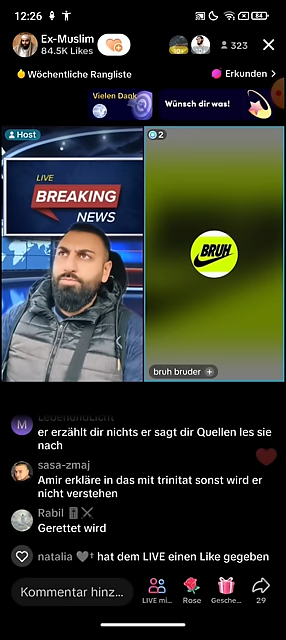 12:26
84
Ex-Muslim
84.5K Likes
10+
323
Wöchentliche Rangliste
Erkunden
Vielen Dank
Wünsch dir was!
Host
2
LIVE
BREAKING
NEWS
BRUH
bruh bruder
M
LebenundLicht
er erzählt dir nichts er sagt dir Quellen les sie
nach
sasa-zmaj
Amir erkläre in das mit trinitat sonst wird er
nicht verstehen
Rabil
Gerettet wird
natalia 🩶† hat dem LIVE einen Like gegeben
Kommentar hinz...
LIVE mi...
Rose
Gesche...
29